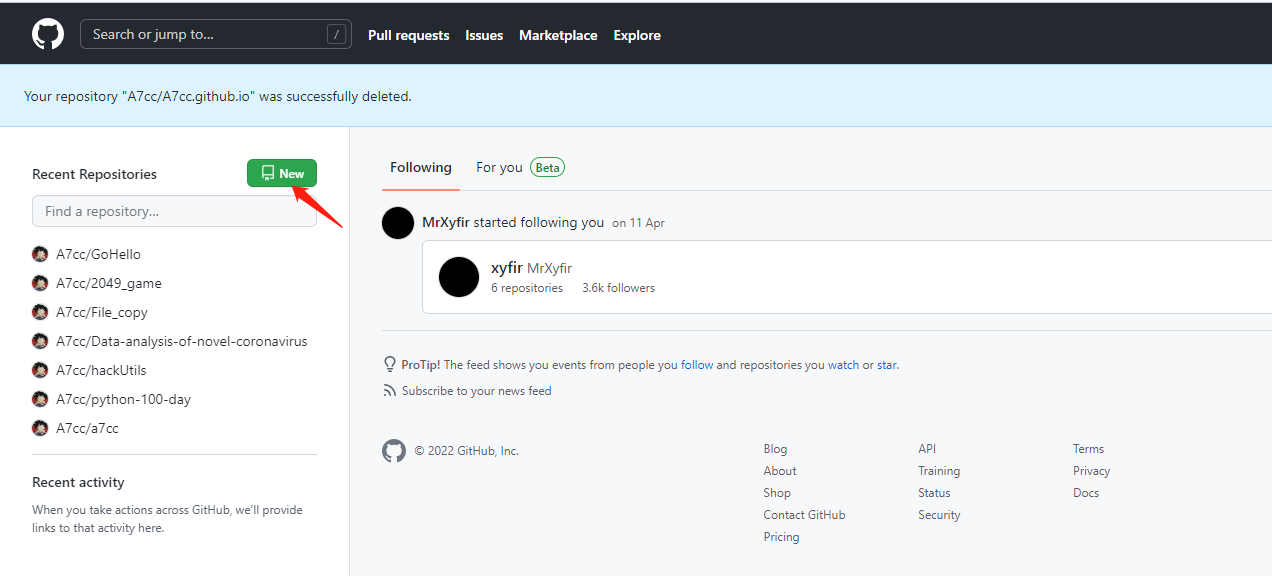 Search or jump to... /
Pull requests Issues Marketplace Explore
Your repository "A7cc/A7cc.github.io" was successfully deleted.
Recent Repositories
New
Find a repository...
A7cc/GoHello
A7cc/2049_game
A7cc/File_copy
A7cc/Data-analysis-of-novel-coronavirus
A7cc/hackUtils
A7cc/python-100-day
A7cc/a7cc
Recent activity
When you take actions across GitHub, we'll provide
links to that activity here.
Following For you Beta
MrXyfir started following you on 11 Apr
xyfir MrXyfir
6 repositories 3.6k followers
ProTip! The feed shows you events from people you follow and repositories you watch or star.
Subscribe to your news feed
© 2022 GitHub, Inc.
Blog
About
Shop
Contact GitHub
Pricing
API
Training
Status
Security
Terms
Privacy
Docs